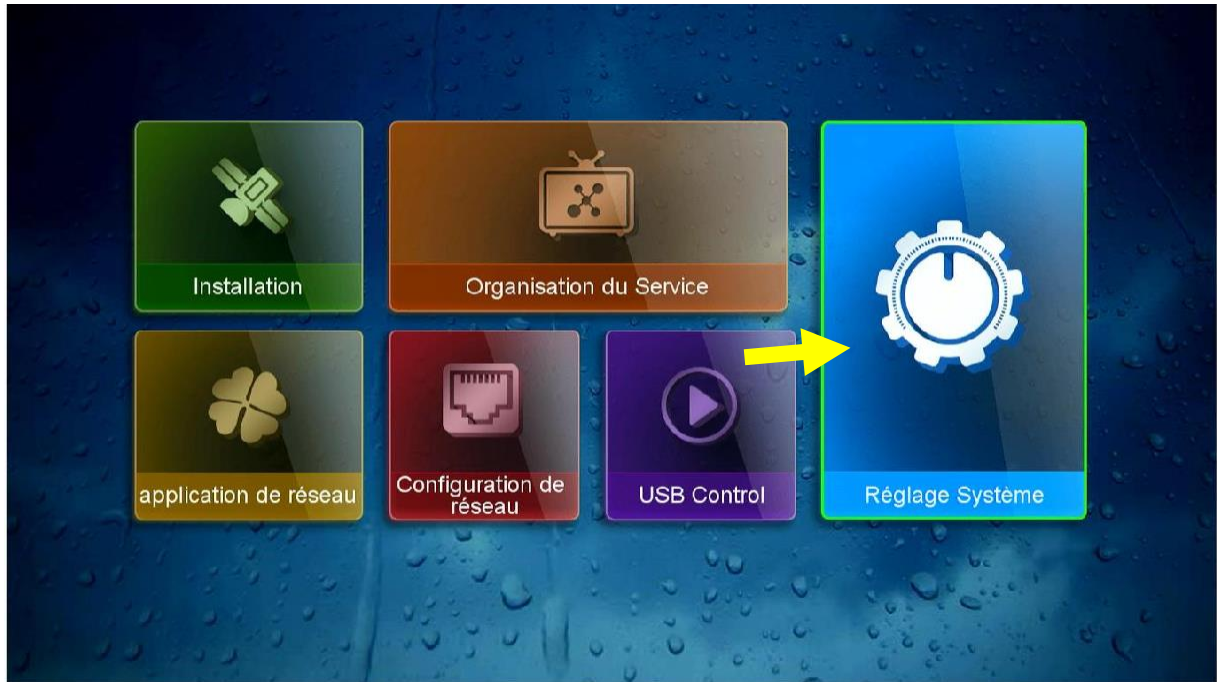 Installation
Organisation du Service
Réglage Système
application de réseau
Configuration de
réseau
USB Control